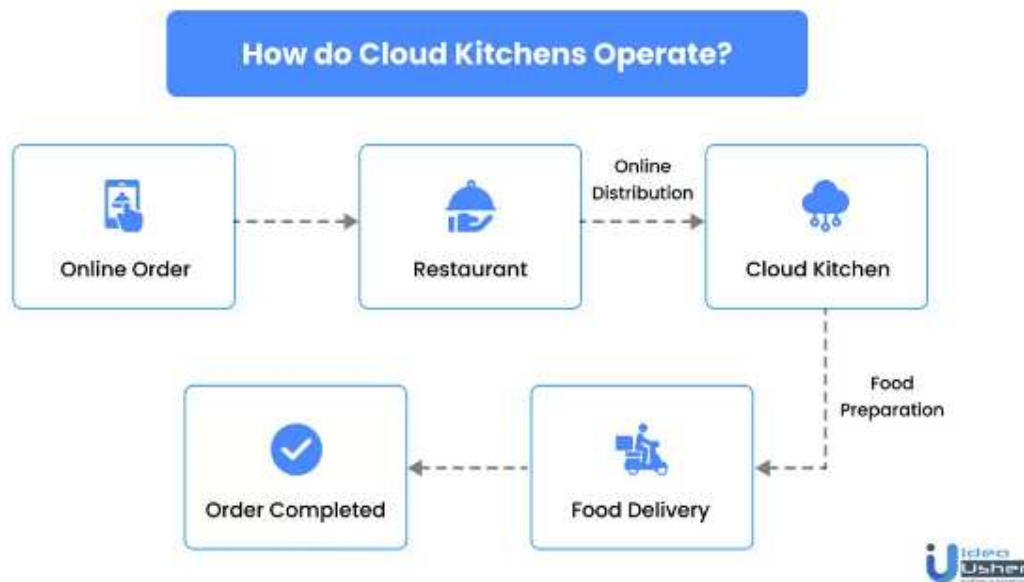 How do Cloud Kitchens Operate?
Online Order
Restaurant
Online
Distribution
Cloud Kitchen
Food
Preparation
Food Delivery
Order Completed
Idea
Usher